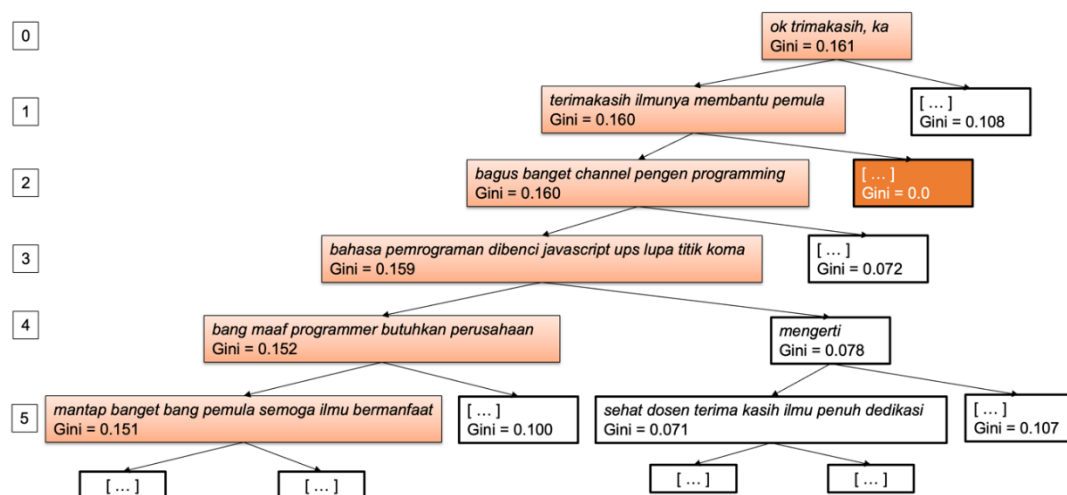 0
ok trimakasih, ka
Gini = 0.161
1
terimakasih ilmunya membantu pemula
Gini = 0.160
[ ... ]
Gini = 0.108
2
bagus banget channel pengen programming
Gini = 0.160
[ ... ]
Gini = 0.0
3
bahasa pemrograman dibenci javascript ups lupa titik koma
Gini = 0.159
[ ... ]
Gini = 0.072
4
bang maaf programmer butuhkan perusahaan
Gini = 0.152
mengerti
Gini = 0.078
5
mantap banget bang pemula semoga ilmu bermanfaat
Gini = 0.151
[ ... ]
Gini = 0.100
sehat dosen terima kasih ilmu penuh dedikasi
Gini = 0.071
[ ... ]
Gini = 0.107
[ ... ]
[ ... ]
[ ... ]
[ ... ]